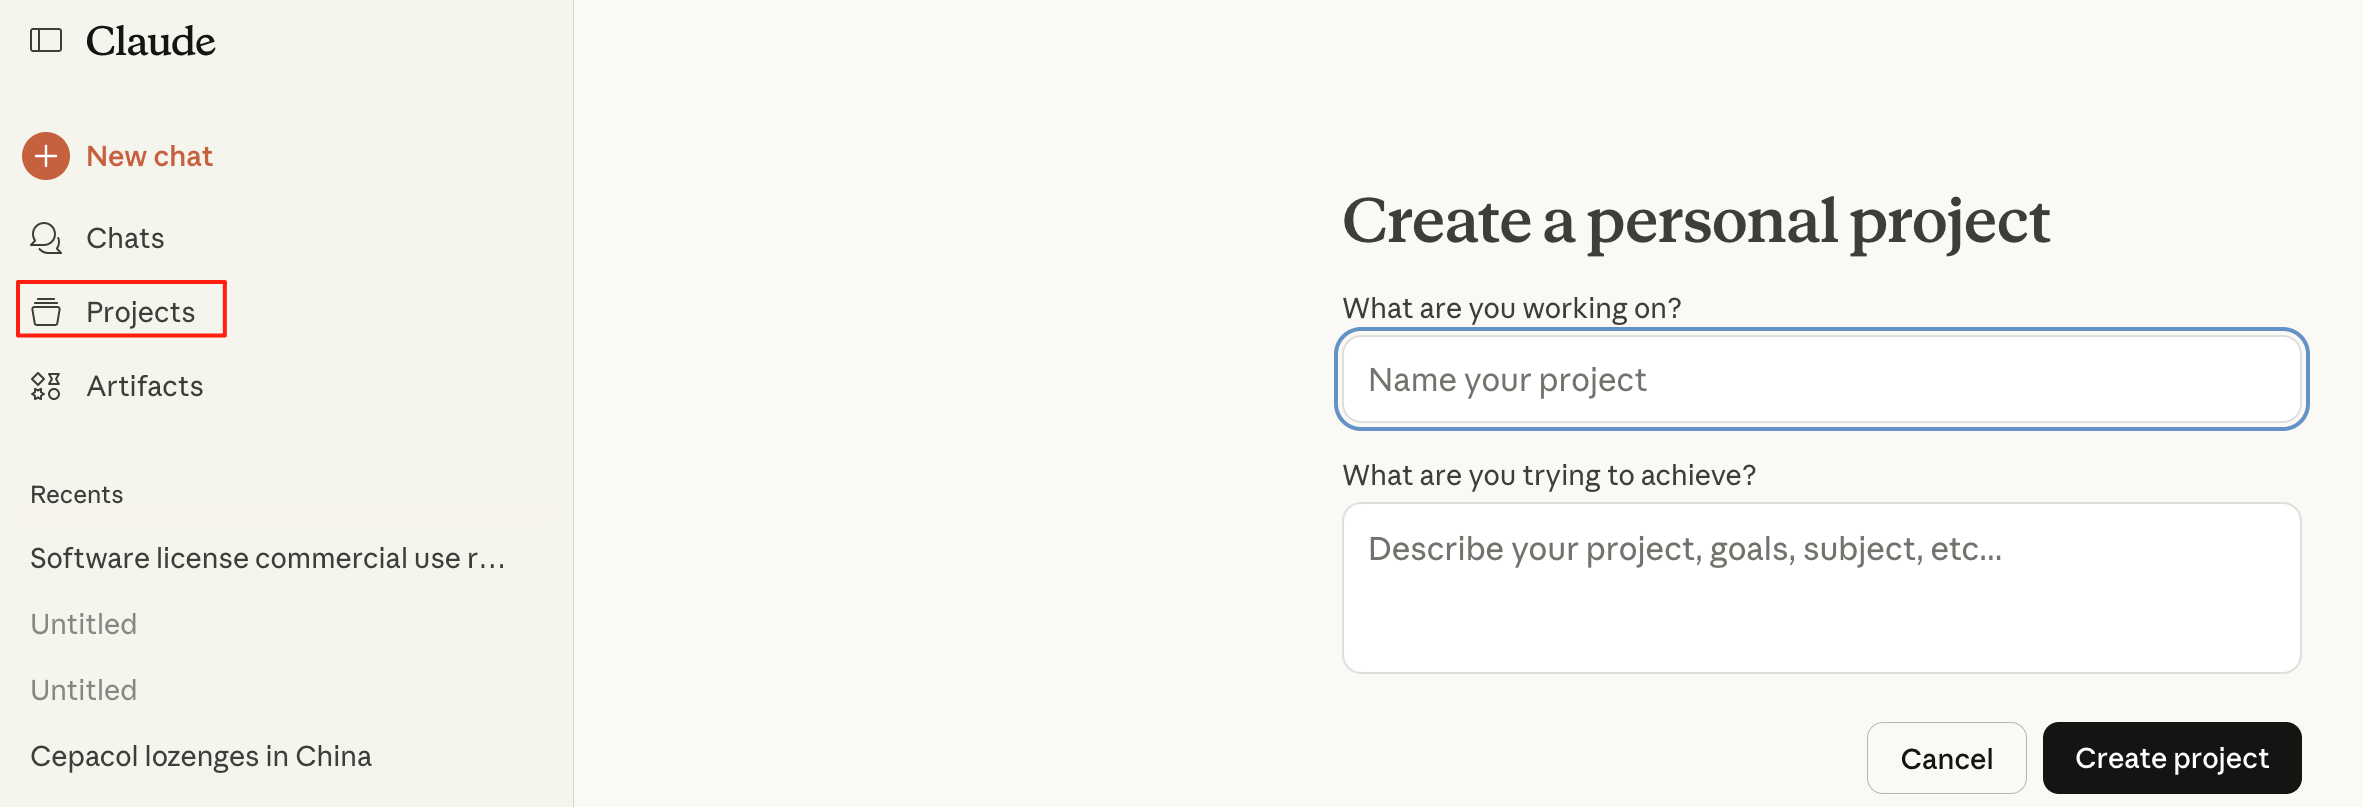 Claude
New chat
Chats
Projects
Artifacts
Recents
Software license commercial use r...
Untitled
Untitled
Cepacol lozenges in China
Create a personal project
What are you working on?
Name your project
What are you trying to achieve?
Describe your project, goals, subject, etc...
Cancel
Create project